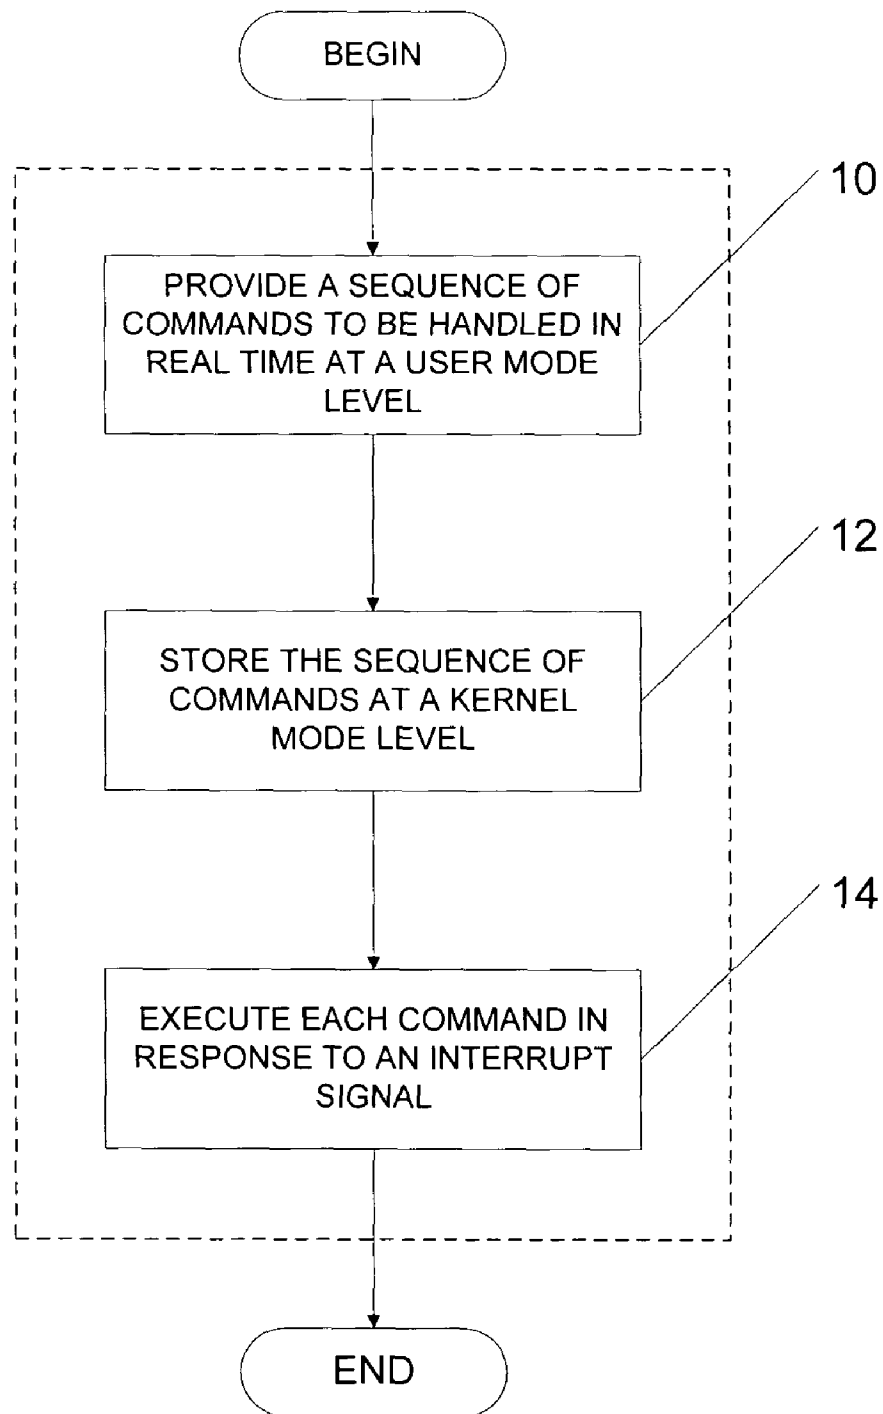 BEGIN
10
PROVIDE A SEQUENCE OF
COMMANDS TO BE HANDLED IN
REAL TIME AT A USER MODE
LEVEL
12
STORE THE SEQUENCE OF
COMMANDS AT A KERNEL
MODE LEVEL
14
EXECUTE EACH COMMAND IN
RESPONSE TO AN INTERRUPT
SIGNAL
END